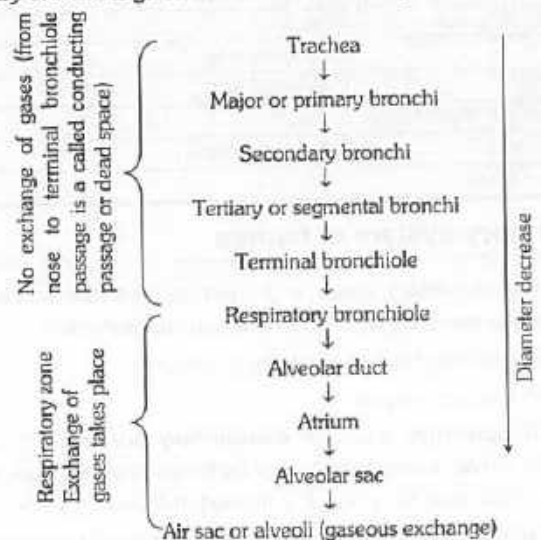 No exchange of gases (from
nose to terminal bronchiole
passage is a called conducting
passage or dead space)
Trachea
↓
Major or primary bronchi
↓
Secondary bronchi
↓
Tertiary or segmental bronchi
↓
Terminal bronchiole
↓
Respiratory bronchiole
↓
Alveolar duct
↓
Atrium
↓
Alveolar sac
↓
Air sac or alveoli (gaseous exchange)
Respiratory zone
Exchange of
gases takes place
Diameter decrease